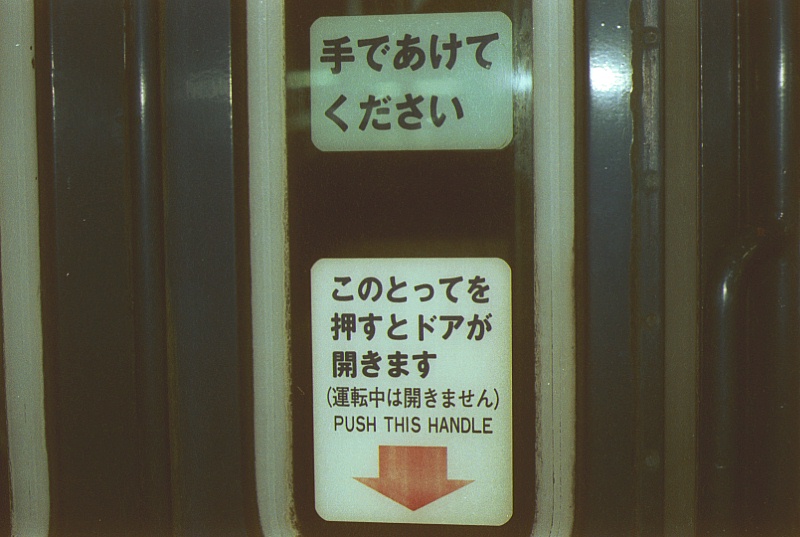 手であけて
ください
このとってを
押すとドアが
開きます
(運転中は開きません)
PUSH THIS HANDLE